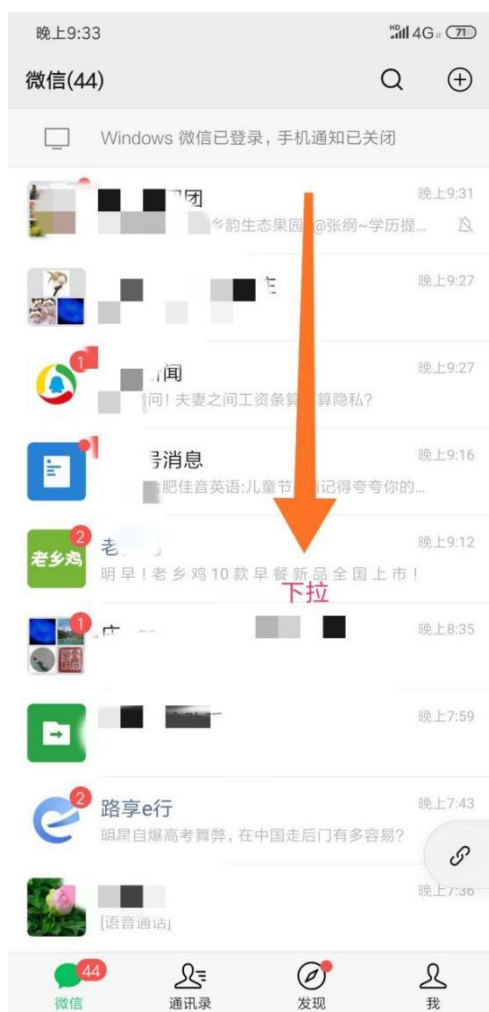 晚上9:33
HD 4G 71
微信(44)
Windows 微信已登录，手机通知已关闭
团
晚上9:31
乡韵生态果园 @张纲~学历提...
晚上9:27
1
闻
晚上9:27
问! 夫妻之间工资条算 算隐私?
号消息
晚上9:16
合肥佳音英语:儿童节 记得夸夸你的...
2
老
晚上9:12
老乡鸡
明早!老乡鸡10款早餐新品全国上市!
下拉
1
晚上8:35
晚上7:59
2
路享e行
晚上7:43
明星自爆高考舞弊，在中国走后门有多容易?
晚上7:36
[语音通话]
44
微信
通讯录
发现
我